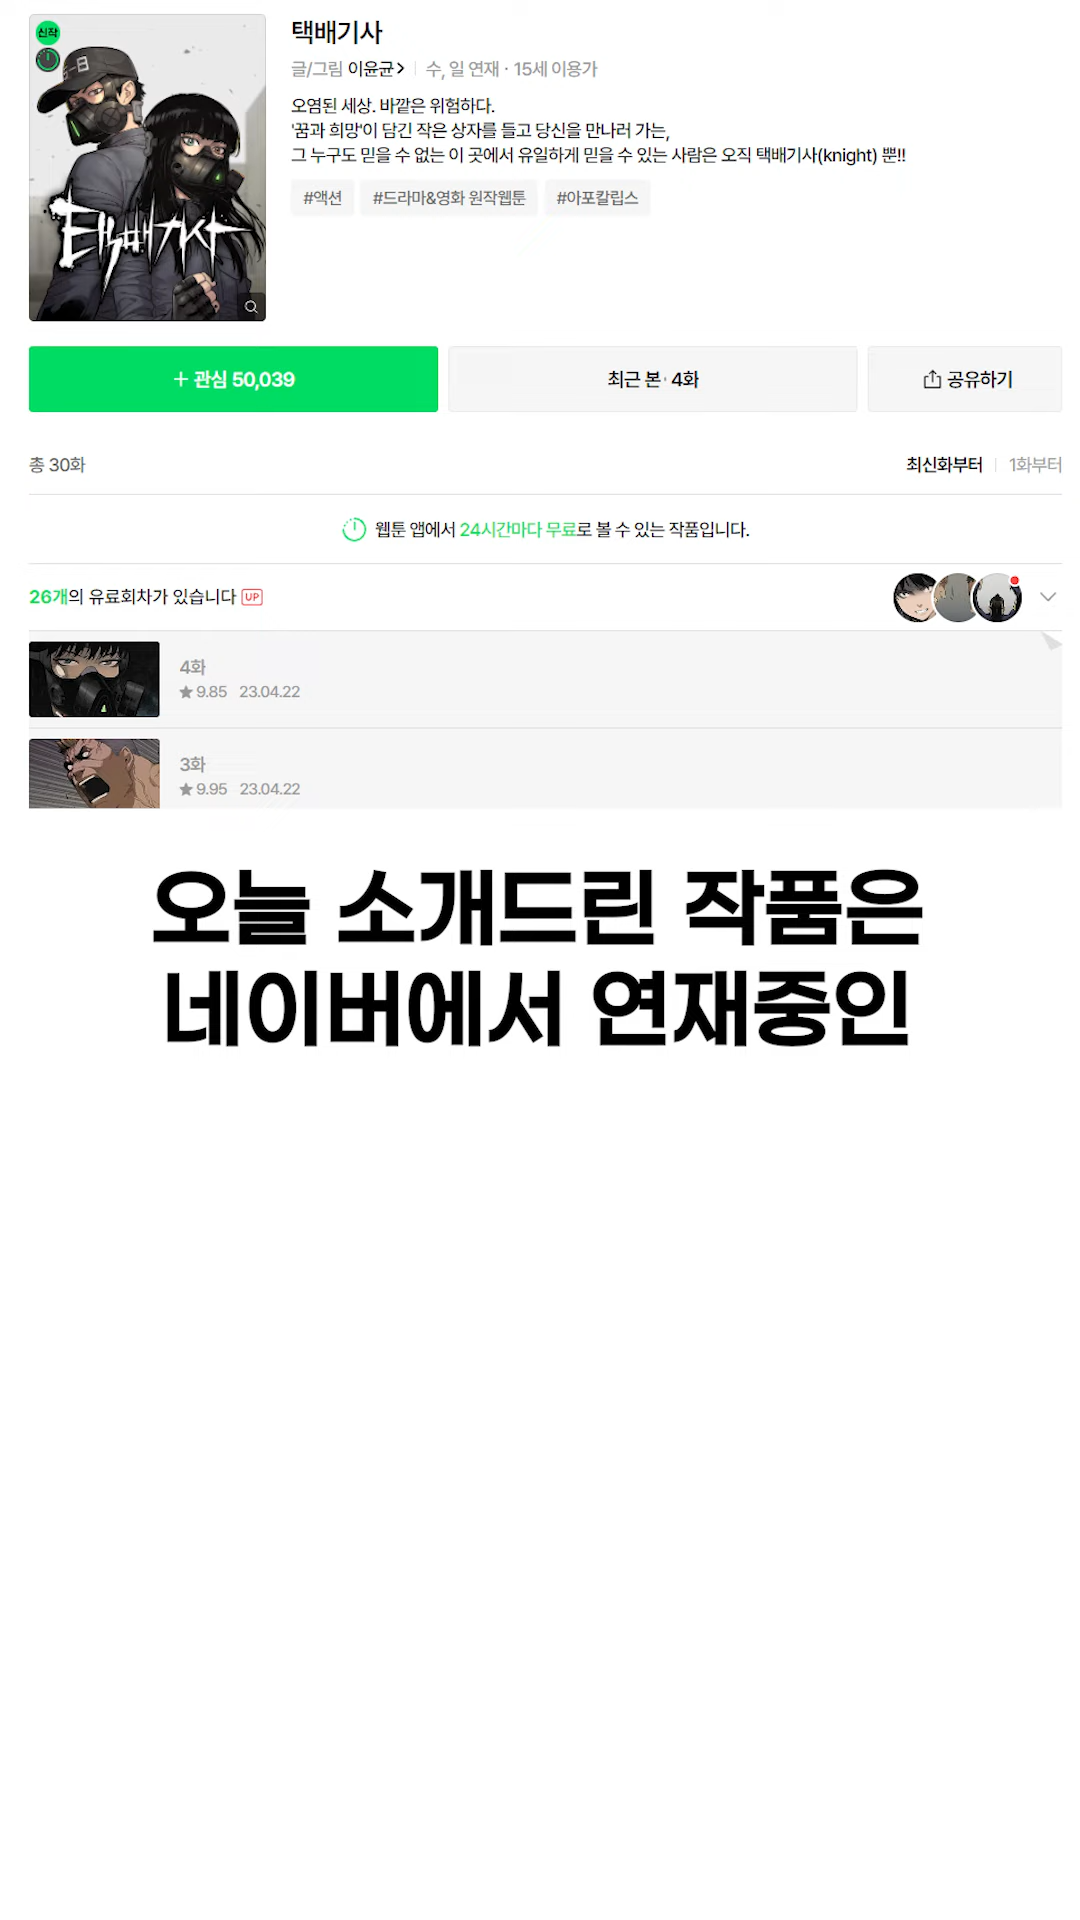 신작
5-8
택배기사
택배기사
글/그림 이윤균 수, 일 연재 · 15세 이용가
오염된 세상. 바깥은 위험하다.
'꿈과 희망'이 담긴 작은 상자를 들고 당신을 만나러 가는,
그 누구도 믿을 수 없는 이 곳에서 유일하게 믿을 수 있는 사람은 오직 택배기사(knight) 뿐!!
#액션 #드라마&영화 원작웹툰 #아포칼립스
+ 관심 50,039
최근 본 · 4화
공유하기
총 30화
최신화부터 1화부터
웹툰 앱에서 24시간마다 무료로 볼 수 있는 작품입니다.
26개의 유료회차가 있습니다 UP
4화
★ 9.85 23.04.22
3화
★ 9.95 23.04.22
오늘 소개드린 작품은
네이버에서 연재중인